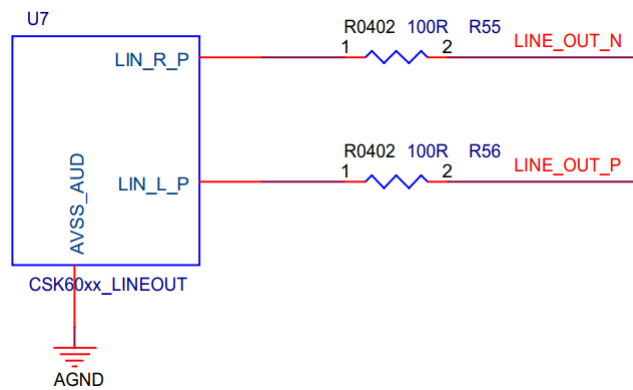 U7
R0402 100R R55
1 2 LINE_OUT_N
LIN_R_P
R0402 100R R56
1 2 LINE_OUT_P
LIN_L_P
AVSS_AUD
CSK60xx_LINEOUT
AGND